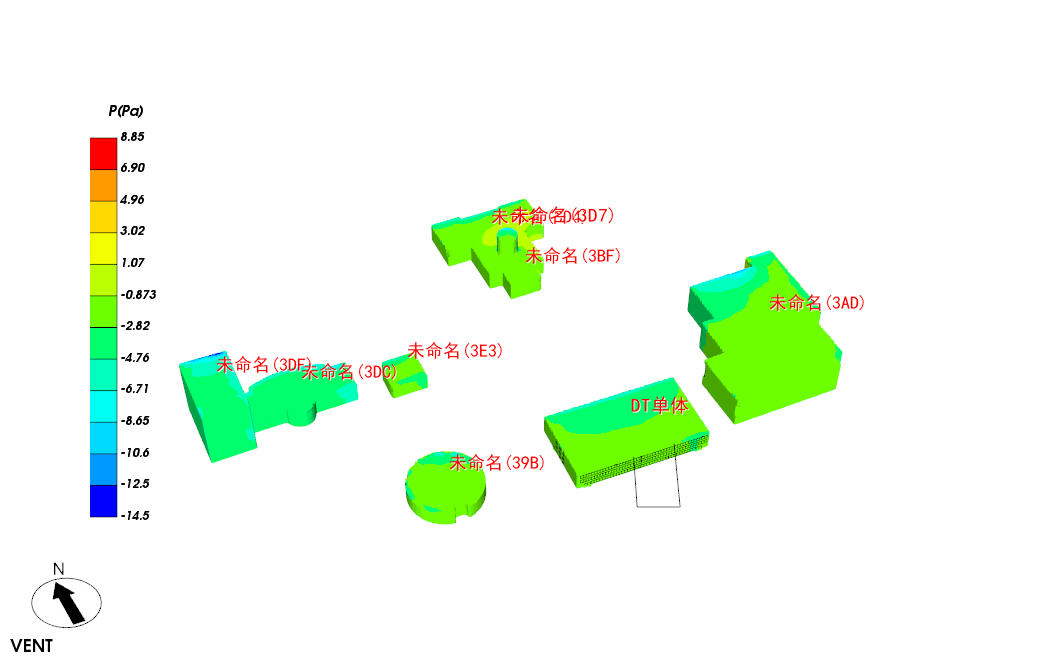 P(Pa)
8.85
6.90
4.96
3.02
1.07
-0.873
-2.82
-4.76
-6.71
-8.65
-10.6
-12.5
-14.5
未命名(3D7)
未命名(3BF)
未命名(3AD)
未命名(3E3)
未命名(3DF)
未命名(3DC)
DT单体
未命名(39B)
N
VENT